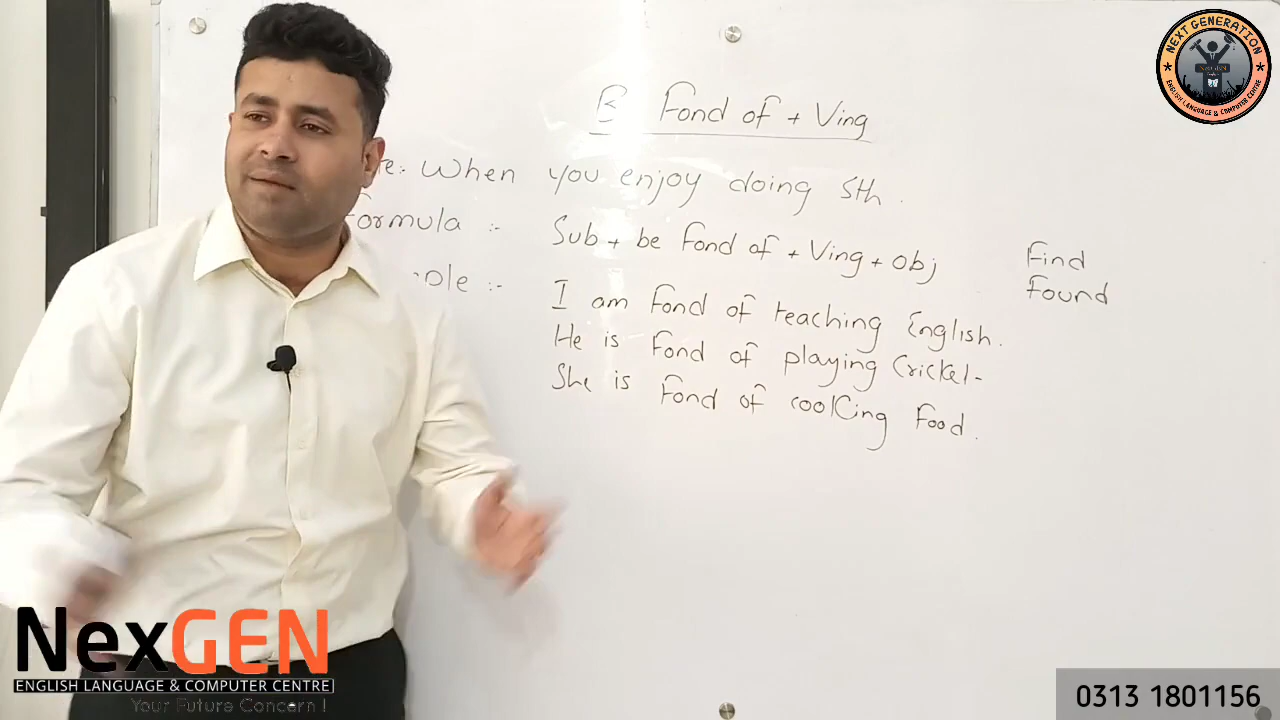 B Fond of + Ving
e:- When you enjoy doing Sth.
formula :- Sub + be fond of + Ving + obj
ple :- I am fond of teaching English.
He is fond of playing Cricket-
She is fond of cooking food.
Find
Found
NEXT GENERATION
NEXGEN
ENGLISH LANGUAGE & COMPUTER CENTRE
NexGEN
ENGLISH LANGUAGE & COMPUTER CENTRE
Your Future Concern !
0313 1801156